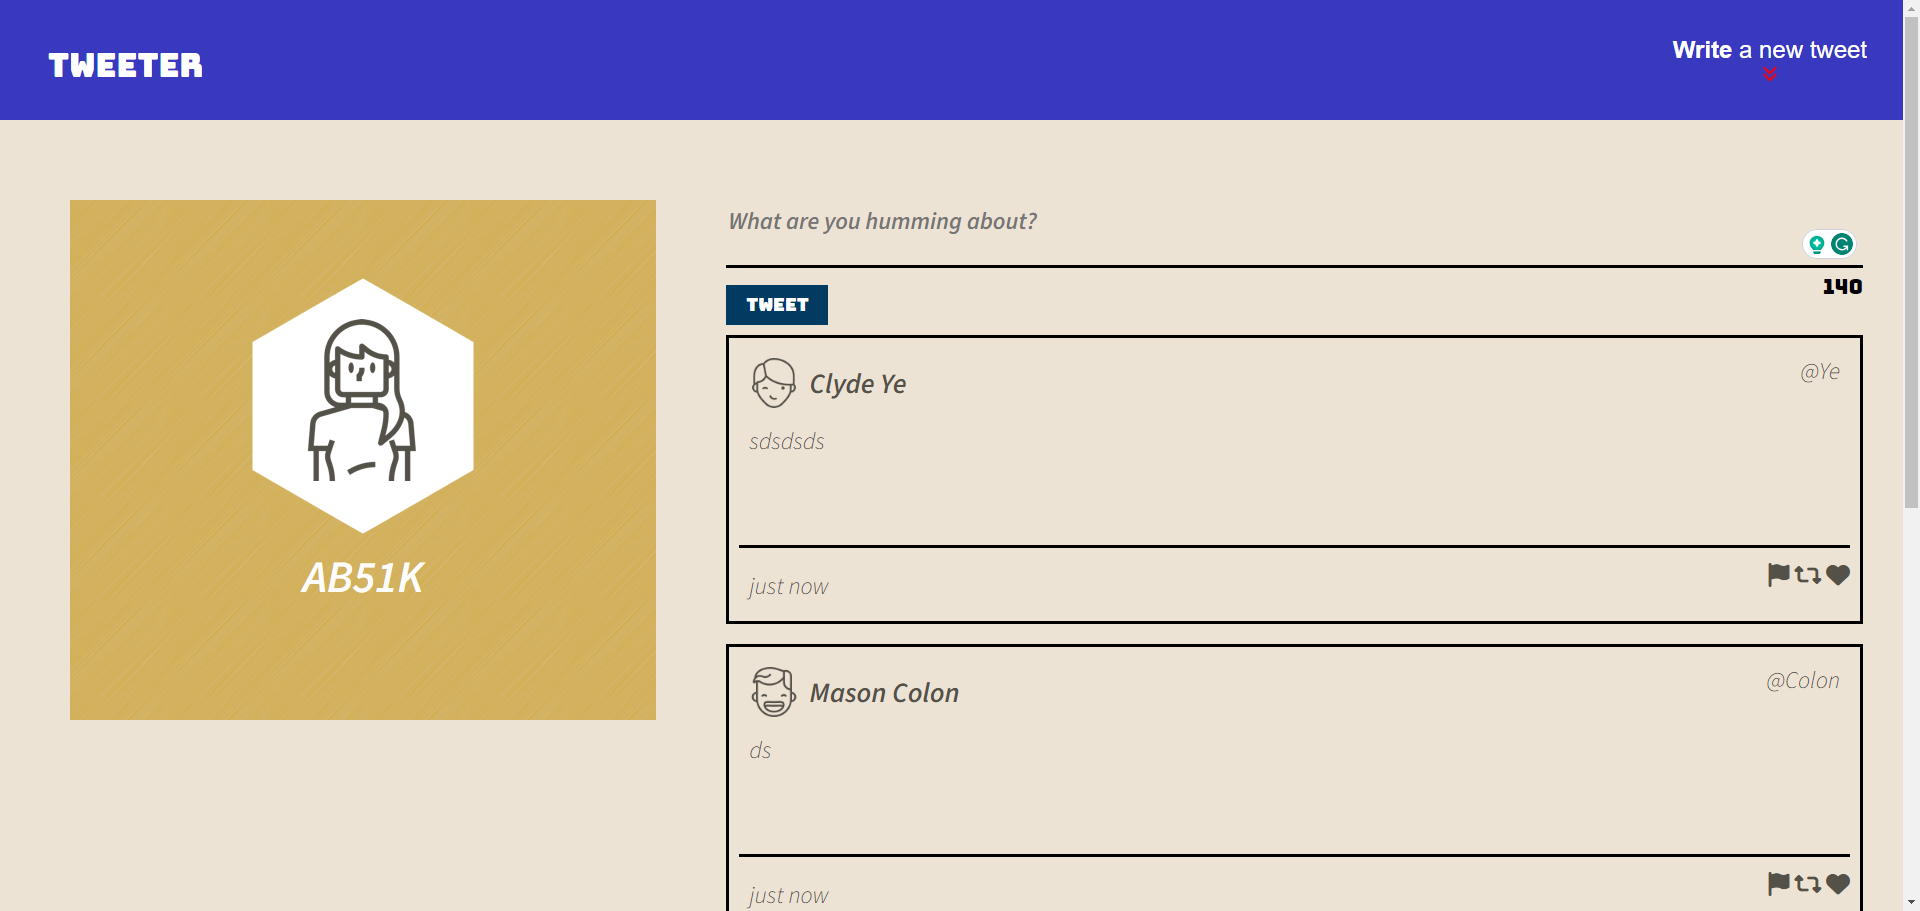 TWEETER
Write a new tweet
AB51K
What are you humming about?
TWEET
140
Clyde Ye
@Ye
sdsdsds
just now
Mason Colon
@Colon
ds
just now